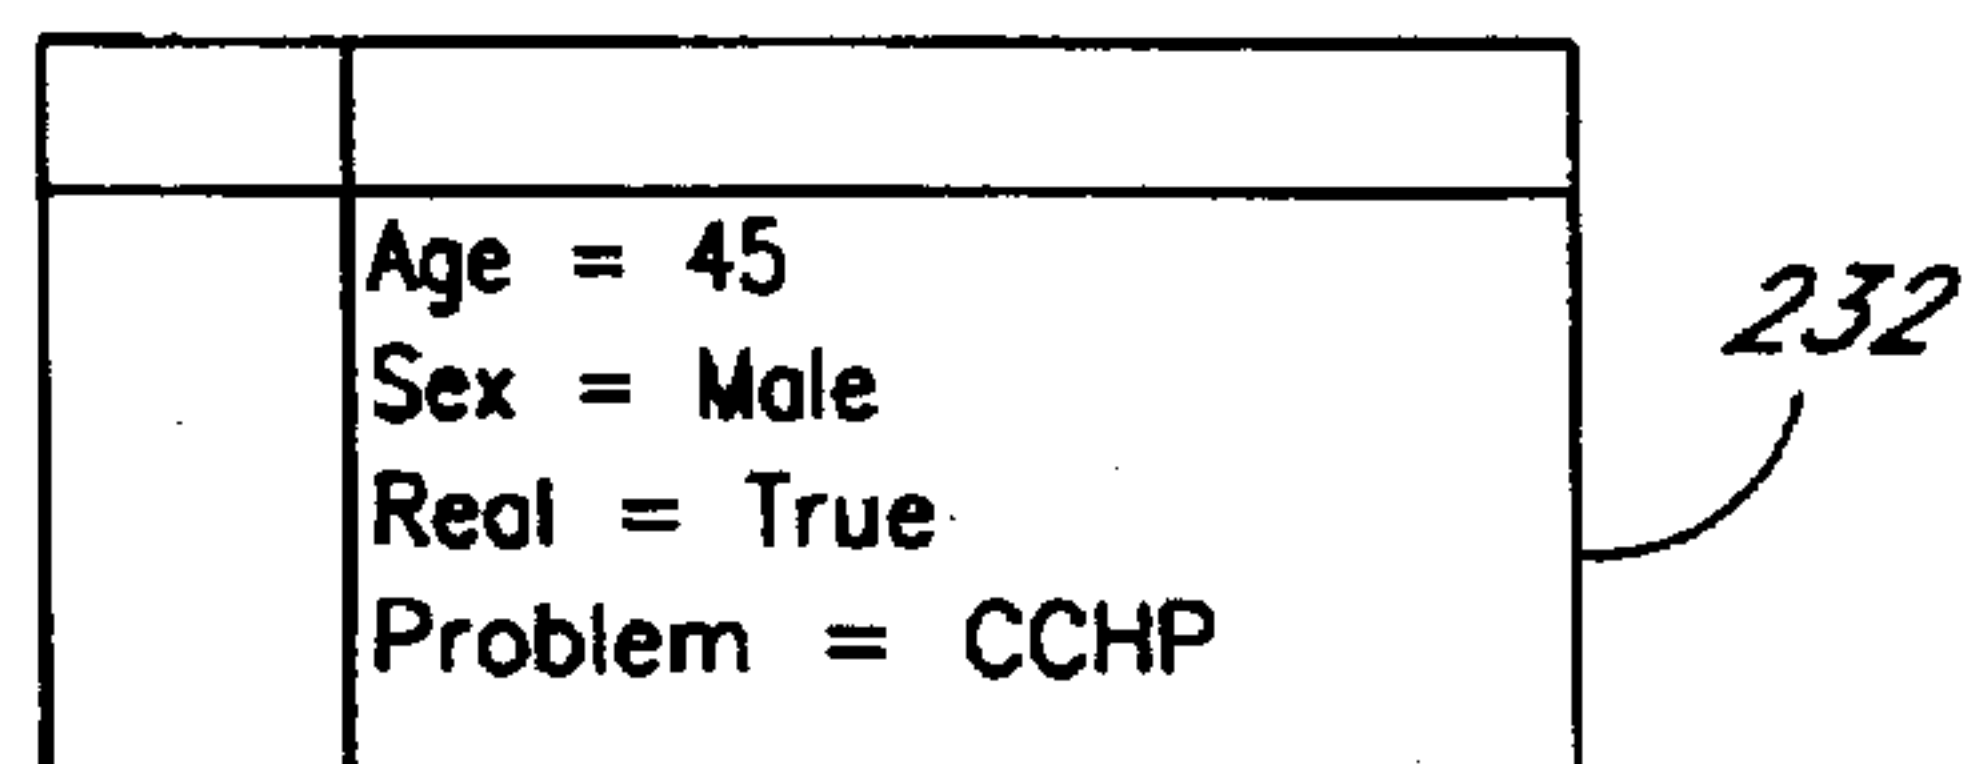 Age = 45
Sex = Male
Real = True
Problem = CCHP
232